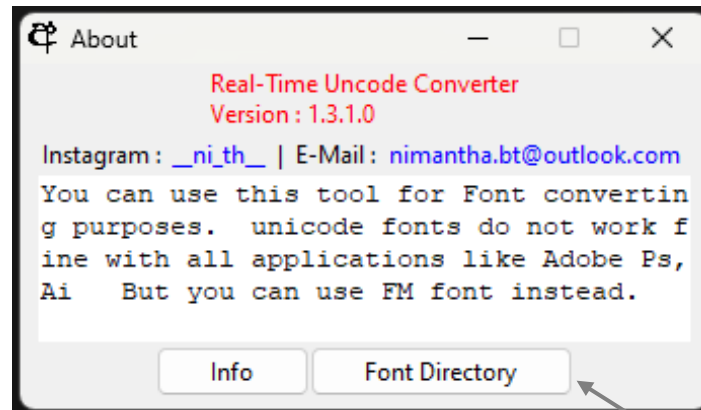 About
Real-Time Uncode Converter
Version : 1.3.1.0
Instagram : __ni_th__ | E-Mail : nimantha.bt@outlook.com
You can use this tool for Font convertin
g purposes.  unicode fonts do not work f
ine with all applications like Adobe Ps,
Ai   But you can use FM font instead.
Info Font Directory